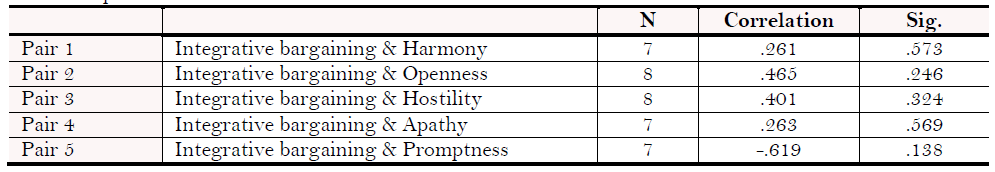 N Correlation Sig.
Pair 1 Integrative bargaining & Harmony 7 .261 .573
Pair 2 Integrative bargaining & Openness 8 .465 .246
Pair 3 Integrative bargaining & Hostility 8 .401 .324
Pair 4 Integrative bargaining & Apathy 7 .263 .569
Pair 5 Integrative bargaining & Promptness 7 -.619 .138